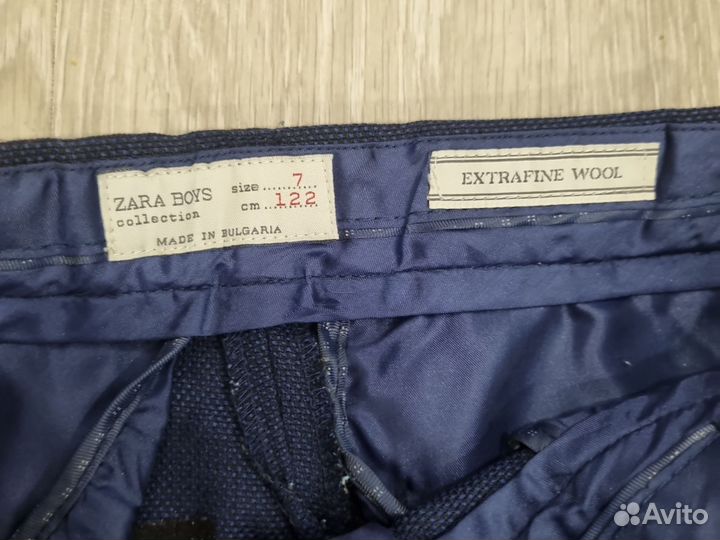 ZARA BOYS
collection
size......7......
cm ...122...
MADE IN BULGARIA
EXTRAFINE WOOL
Avito